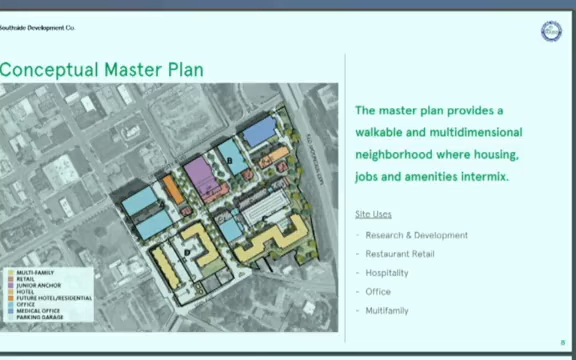 Southside Development Co.
Conceptual Master Plan
The master plan provides a
walkable and multidimensional
neighborhood where housing,
jobs and amenities intermix.
Site Uses
- Research & Development
- Restaurant Retail
- Hospitality
- Office
- Multifamily
MULTI-FAMILY
RETAIL
JUNIOR ANCHOR
HOTEL
FUTURE HOTEL/RESIDENTIAL
OFFICE
MEDICAL OFFICE
PARKING GARAGE
8